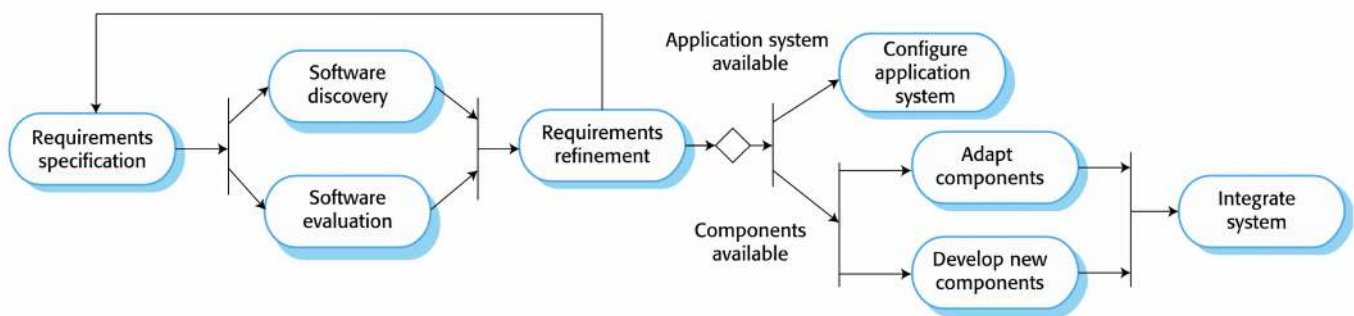 Requirements
specification
Software
discovery
Software
evaluation
Requirements
refinement
Application system
available
Configure
application
system
Components
available
Adapt
components
Develop new
components
Integrate
system